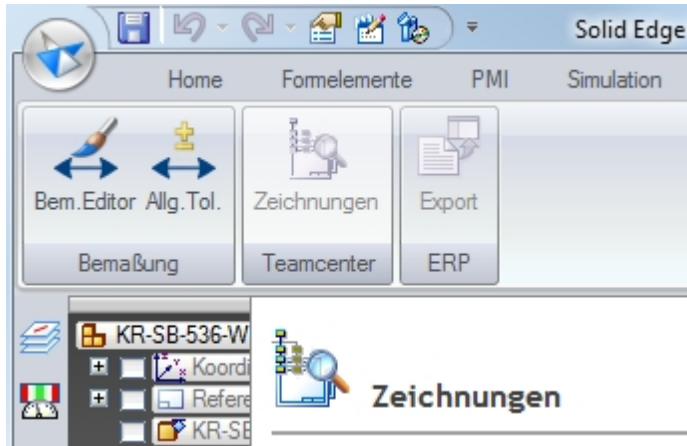 Solid Edge
Home Formelemente PMI Simulation
Bem.Editor Allg.Tol. Zeichnungen Export
Bemaßung Teamcenter ERP
KR-SB-536-W
Koordi
Refere
KR-SB
Zeichnungen